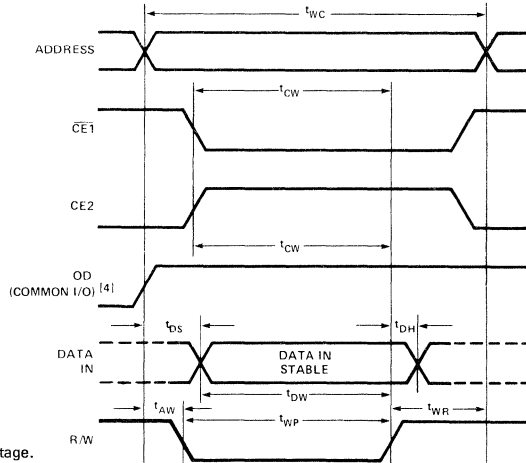 tWC
ADDRESS
tCW
CE1
CE2
tCW
OD
(COMMON I/O) [4]
tDS
tDH
DATA
IN
DATA IN
STABLE
tDW
tAW
tWP
tWR
R/W
tage.